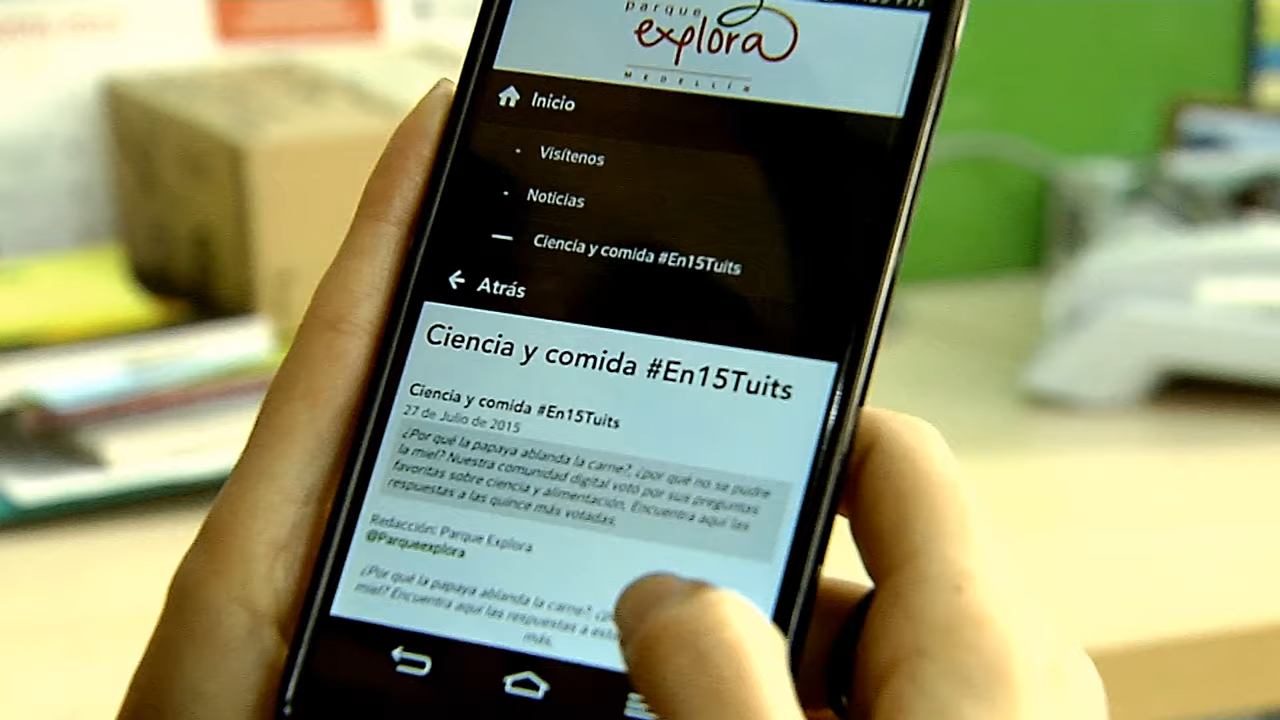 parque
explora
MEDELLÍN
Inicio
Visítenos
Noticias
Ciencia y comida #En15Tuits
Atrás
Ciencia y comida #En15Tuits
Ciencia y comida #En15Tuits
27 de Julio de 2015
¿Por qué la papaya ablanda la carne?, ¿por qué no se pudre
la miel? Nuestra comunidad digital votó por sus preguntas
favoritas sobre ciencia y alimentación. Encuentra aquí las
respuestas a las quince más votadas.
Redacción: Parque Explora
@Parqueexplora
¿Por qué la papaya ablanda la carne?
miel? Encuentra aquí las respuestas a
más.